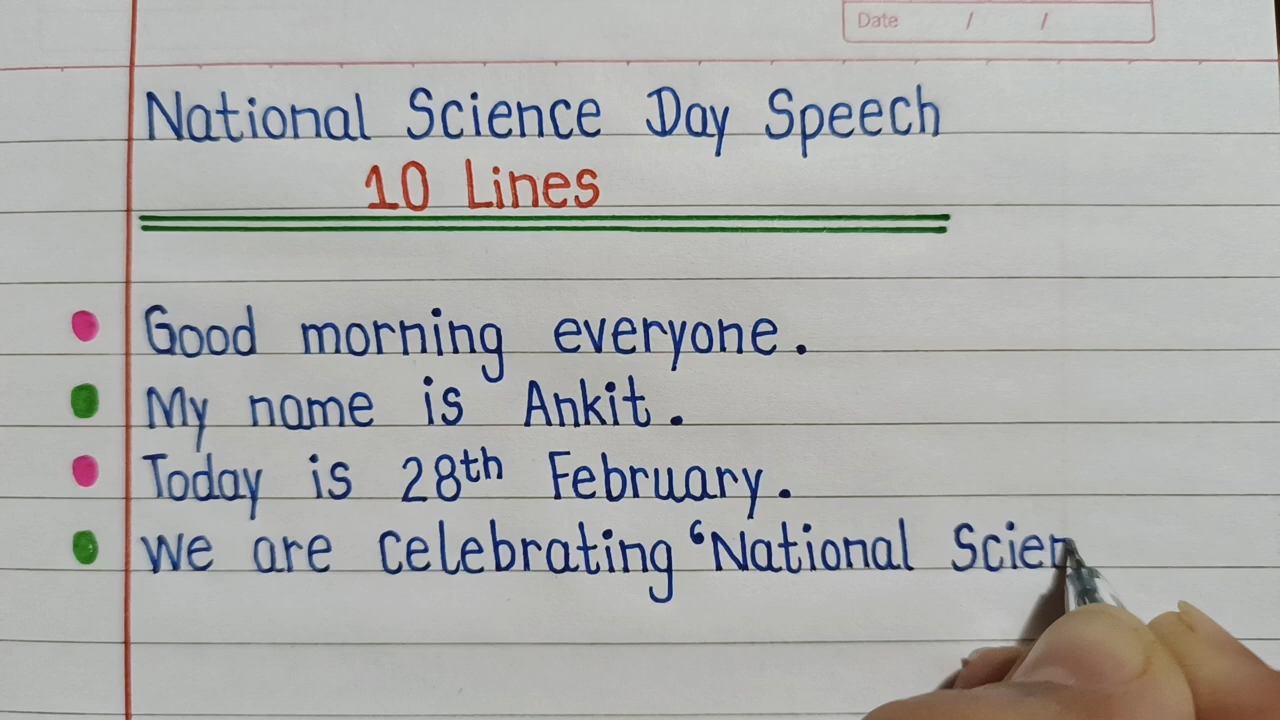 Date / /
National Science Day Speech
10 Lines
Good morning everyone.
My name is Ankit.
Today is 28th February.
We are celebrating ‘National Scien